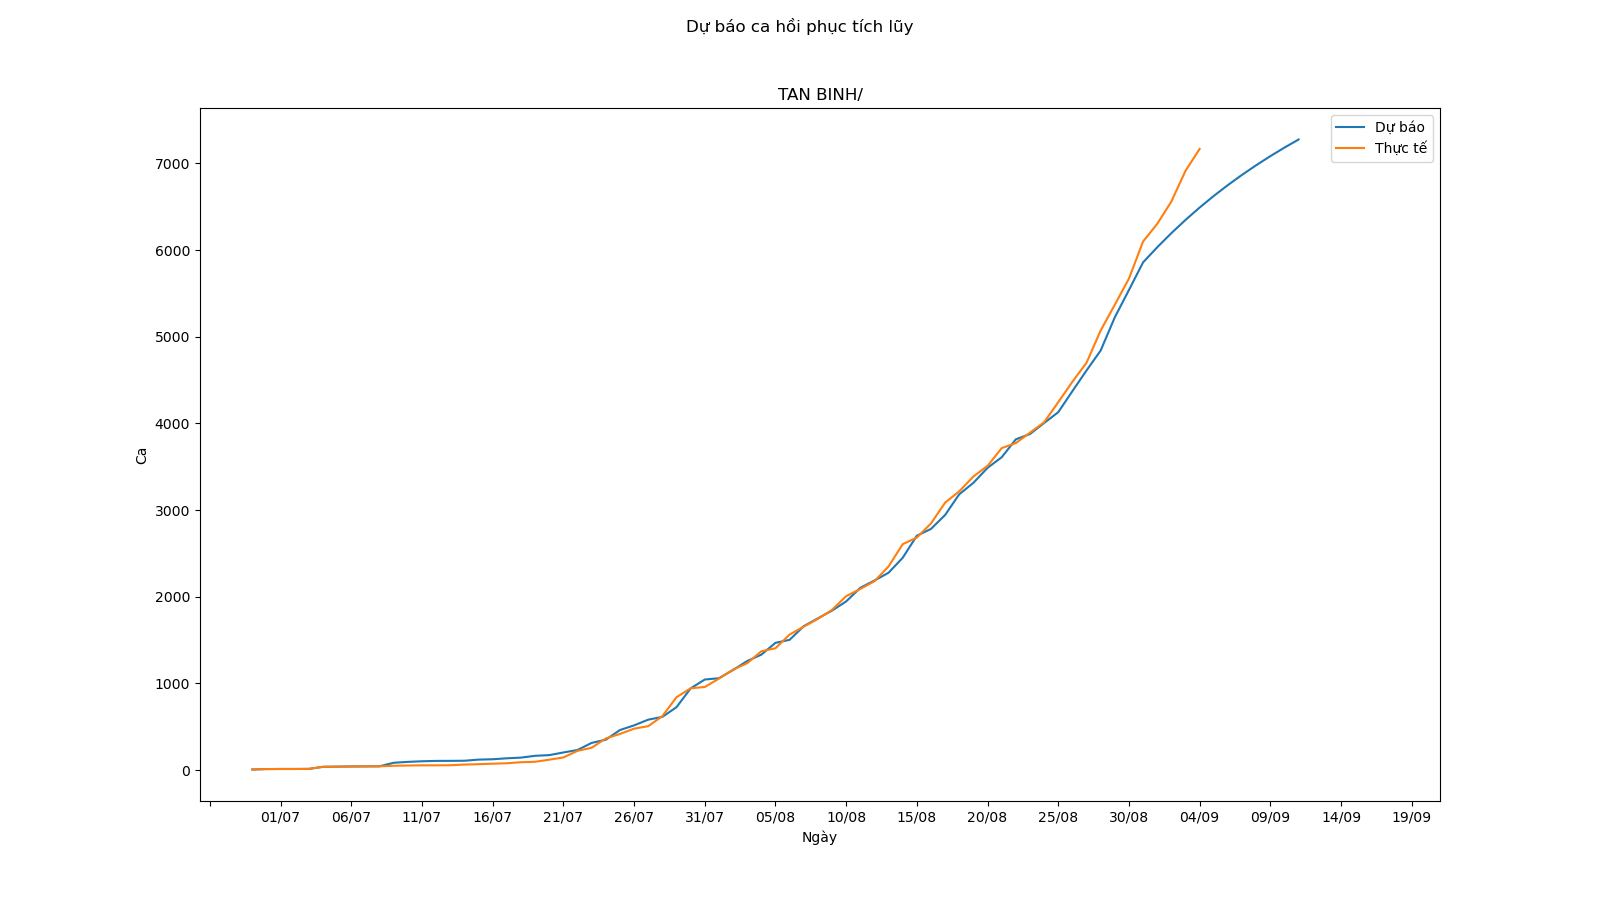 Dự báo ca hồi phục tích lũy
TAN BINH/
Dự báo
Thực tế
7000
6000
5000
4000
3000
2000
1000
0
Ca
01/07 06/07 11/07 16/07 21/07 26/07 31/07 05/08 10/08 15/08 20/08 25/08 30/08 04/09 09/09 14/09 19/09
Ngày